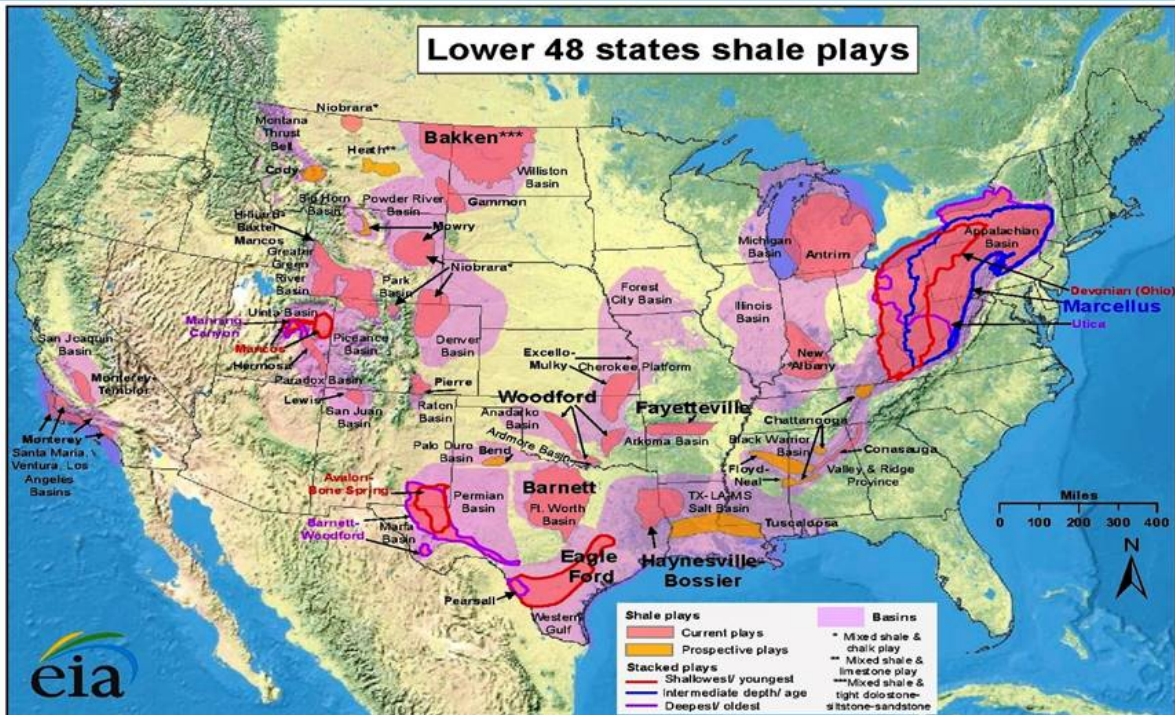 Lower 48 states shale plays
Niobrara*
Montana
Thrust
Belt
Bakken***
Heath**
Cody
Williston
Basin
Big Horn
Basin
Powder River
Basin
Gammon
Hilliard-
Baxter-
Mancos
Mowry
Greater
Green
River
Basin
Niobrara*
Park
Basin
Michigan
Basin
Antrim
Appalachian
Basin
Forest
City Basin
Illinois
Basin
Devonian (Ohio)
Marcellus
Utica
Uinta Basin
Manning
Canyon
Mancos
Piceance
Basin
Denver
Basin
San Joaquin
Basin
Hermosa
Excello-
Mulky
Cherokee Platform
New
Albany
Monterey-
Temblor
Paradox Basin
Lewis
San Juan
Basin
Pierre
Raton
Basin
Woodford
Anadarko
Basin
Fayetteville
Chattanooga
Arkoma Basin
Monterey
Santa Maria,
Ventura, Los
Angeles
Basins
Palo Duro
Basin
Bend
Ardmore Basin
Black Warrior
Basin
Conasauga
Floyd-
Neal
Valley & Ridge
Province
Avalon-
Bone Spring
Permian
Basin
Barnett
Ft. Worth
Basin
TX-LA-MS
Salt Basin
Tuscaloosa
Barnett-
Woodford
Marfa
Basin
Eagle
Ford
Haynesville-
Bossier
Pearsall
Western
Gulf
Miles
0 100 200 300 400
N
Shale plays
Current plays
Prospective plays
Stacked plays
Shallowest/ youngest
Intermediate depth/ age
Deepest/ oldest
Basins
* Mixed shale &
chalk play
** Mixed shale &
limestone play
***Mixed shale &
tight dolostone-
siltstone-sandstone
eia